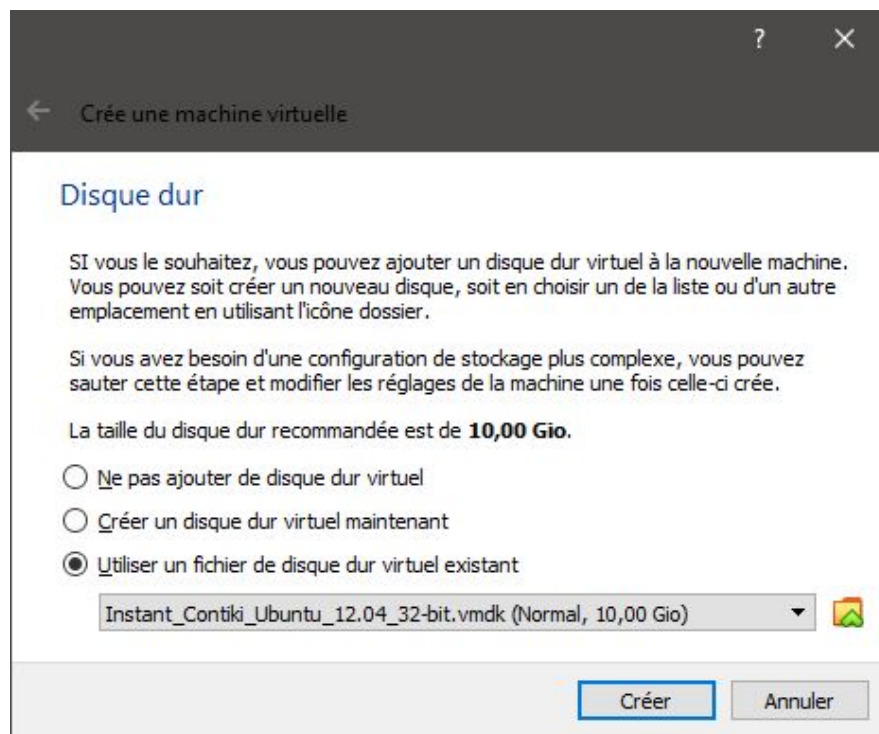 ?
Crée une machine virtuelle
Disque dur
SI vous le souhaitez, vous pouvez ajouter un disque dur virtuel à la nouvelle machine.
Vous pouvez soit créer un nouveau disque, soit en choisir un de la liste ou d'un autre
emplacement en utilisant l'icône dossier.
Si vous avez besoin d'une configuration de stockage plus complexe, vous pouvez
sauter cette étape et modifier les réglages de la machine une fois celle-ci crée.
La taille du disque dur recommandée est de 10,00 Gio.
Ne pas ajouter de disque dur virtuel
Créer un disque dur virtuel maintenant
Utiliser un fichier de disque dur virtuel existant
Instant_Contiki_Ubuntu_12.04_32-bit.vmdk (Normal, 10,00 Gio)
Créer Annuler